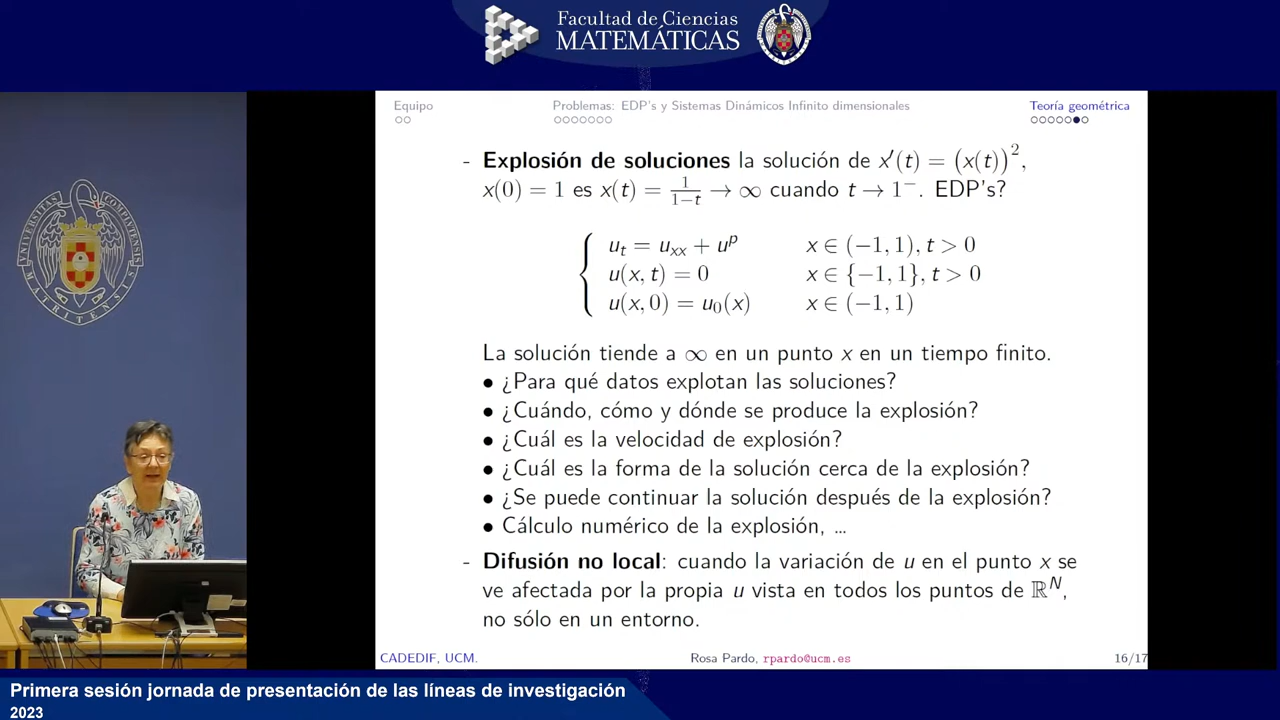 Facultad de Ciencias
MATEMÁTICAS
Equipo
Problemas: EDP's y Sistemas Dinámicos Infinito dimensionales
Teoría geométrica
- Explosión de soluciones la solución de x′(t) = (x(t))²,
x(0) = 1 es x(t) = 1/(1−t) → ∞ cuando t → 1⁻. EDP's?
uₜ = uₓₓ + uᵖ x ∈ (−1, 1), t > 0
u(x, t) = 0 x ∈ {−1, 1}, t > 0
u(x, 0) = u₀(x) x ∈ (−1, 1)
La solución tiende a ∞ en un punto x en un tiempo finito.
• ¿Para qué datos explotan las soluciones?
• ¿Cuándo, cómo y dónde se produce la explosión?
• ¿Cuál es la velocidad de explosión?
• ¿Cuál es la forma de la solución cerca de la explosión?
• ¿Se puede continuar la solución después de la explosión?
• Cálculo numérico de la explosión, ...
- Difusión no local: cuando la variación de u en el punto x se
ve afectada por la propia u vista en todos los puntos de ℝᴺ,
no sólo en un entorno.
CADEDIF, UCM.
Rosa Pardo, rpardo@ucm.es
16/17
Primera sesión jornada de presentación de las líneas de investigación
2023